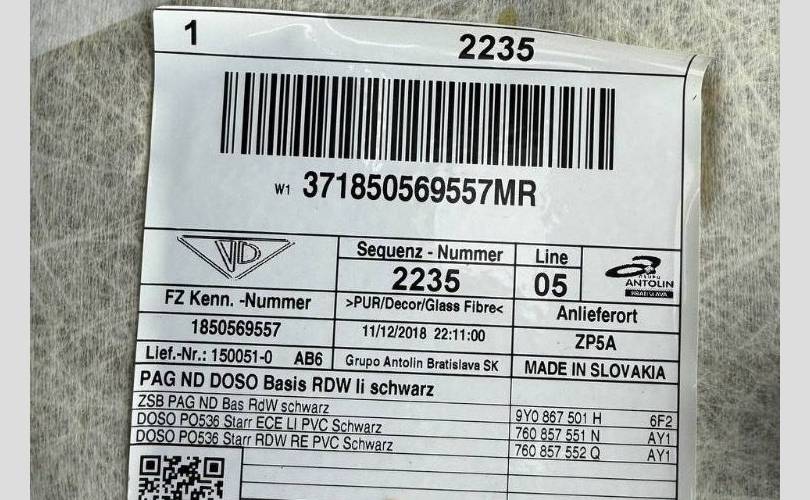 1 2235
W1 371850569557MR
VD
Sequenz - Nummer
2235
Line
05
GRUPO
ANTOLIN
BRATISLAVA
FZ Kenn. -Nummer
1850569557
>PUR/Decor/Glass Fibre<
11/12/2018 22:11:00
Anlieferort
ZP5A
Lief.-Nr.: 150051-0 AB6
Grupo Antolin Bratislava SK
MADE IN SLOVAKIA
PAG ND DOSO Basis RDW li schwarz
ZSB PAG ND Bas RdW schwarz 9Y0 867 501 H 6F2
DOSO PO536 Starr ECE LI PVC Schwarz 760 857 551 N AY1
DOSO PO536 Starr RDW RE PVC Schwarz 760 857 552 Q AY1